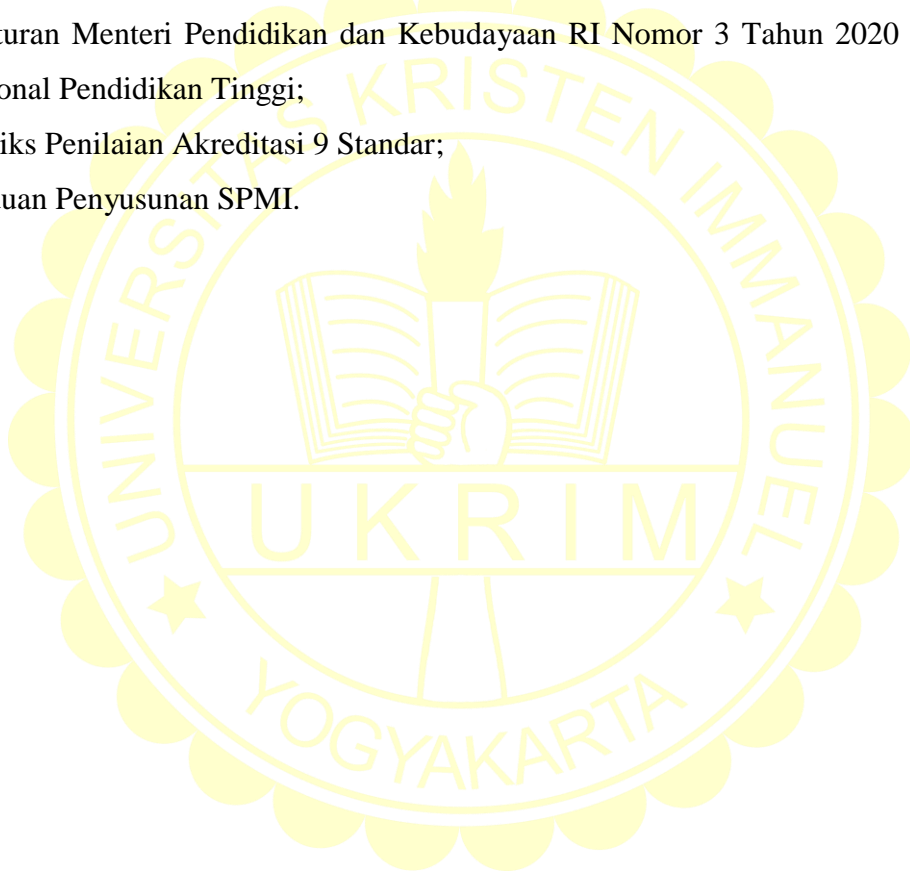 turan Menteri Pendidikan dan Kebudayaan RI Nomor 3 Tahun 2020
onal Pendidikan Tinggi;
iks Penilaian Akreditasi 9 Standar;
uan Penyusunan SPMI.
UNIVERSITAS KRISTEN IMMANUEL
UKRIM
YOGYAKARTA